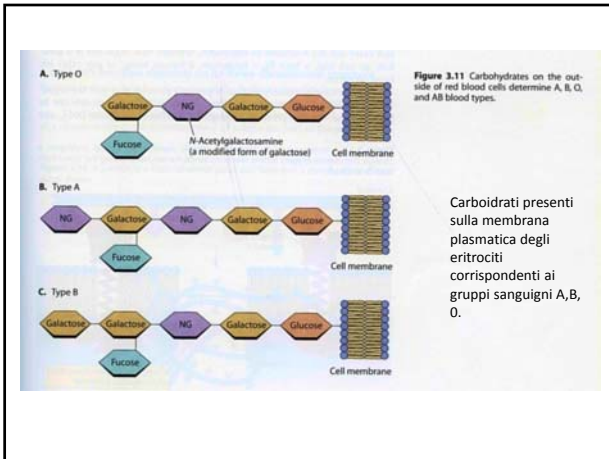 A. Type O
Galactose NG Galactose Glucose
Fucose
N-Acetylgalactosamine
(a modified form of galactose)
Cell membrane
Figure 3.11 Carbohydrates on the out-
side of red blood cells determine A, B, O,
and AB blood types.
B. Type A
NG Galactose NG Galactose Glucose
Fucose
Cell membrane
C. Type B
Galactose Galactose NG Galactose Glucose
Fucose
Cell membrane
Carboidrati presenti
sulla membrana
plasmatica degli
eritrociti
corrispondenti ai
gruppi sanguigni A,B,
0.